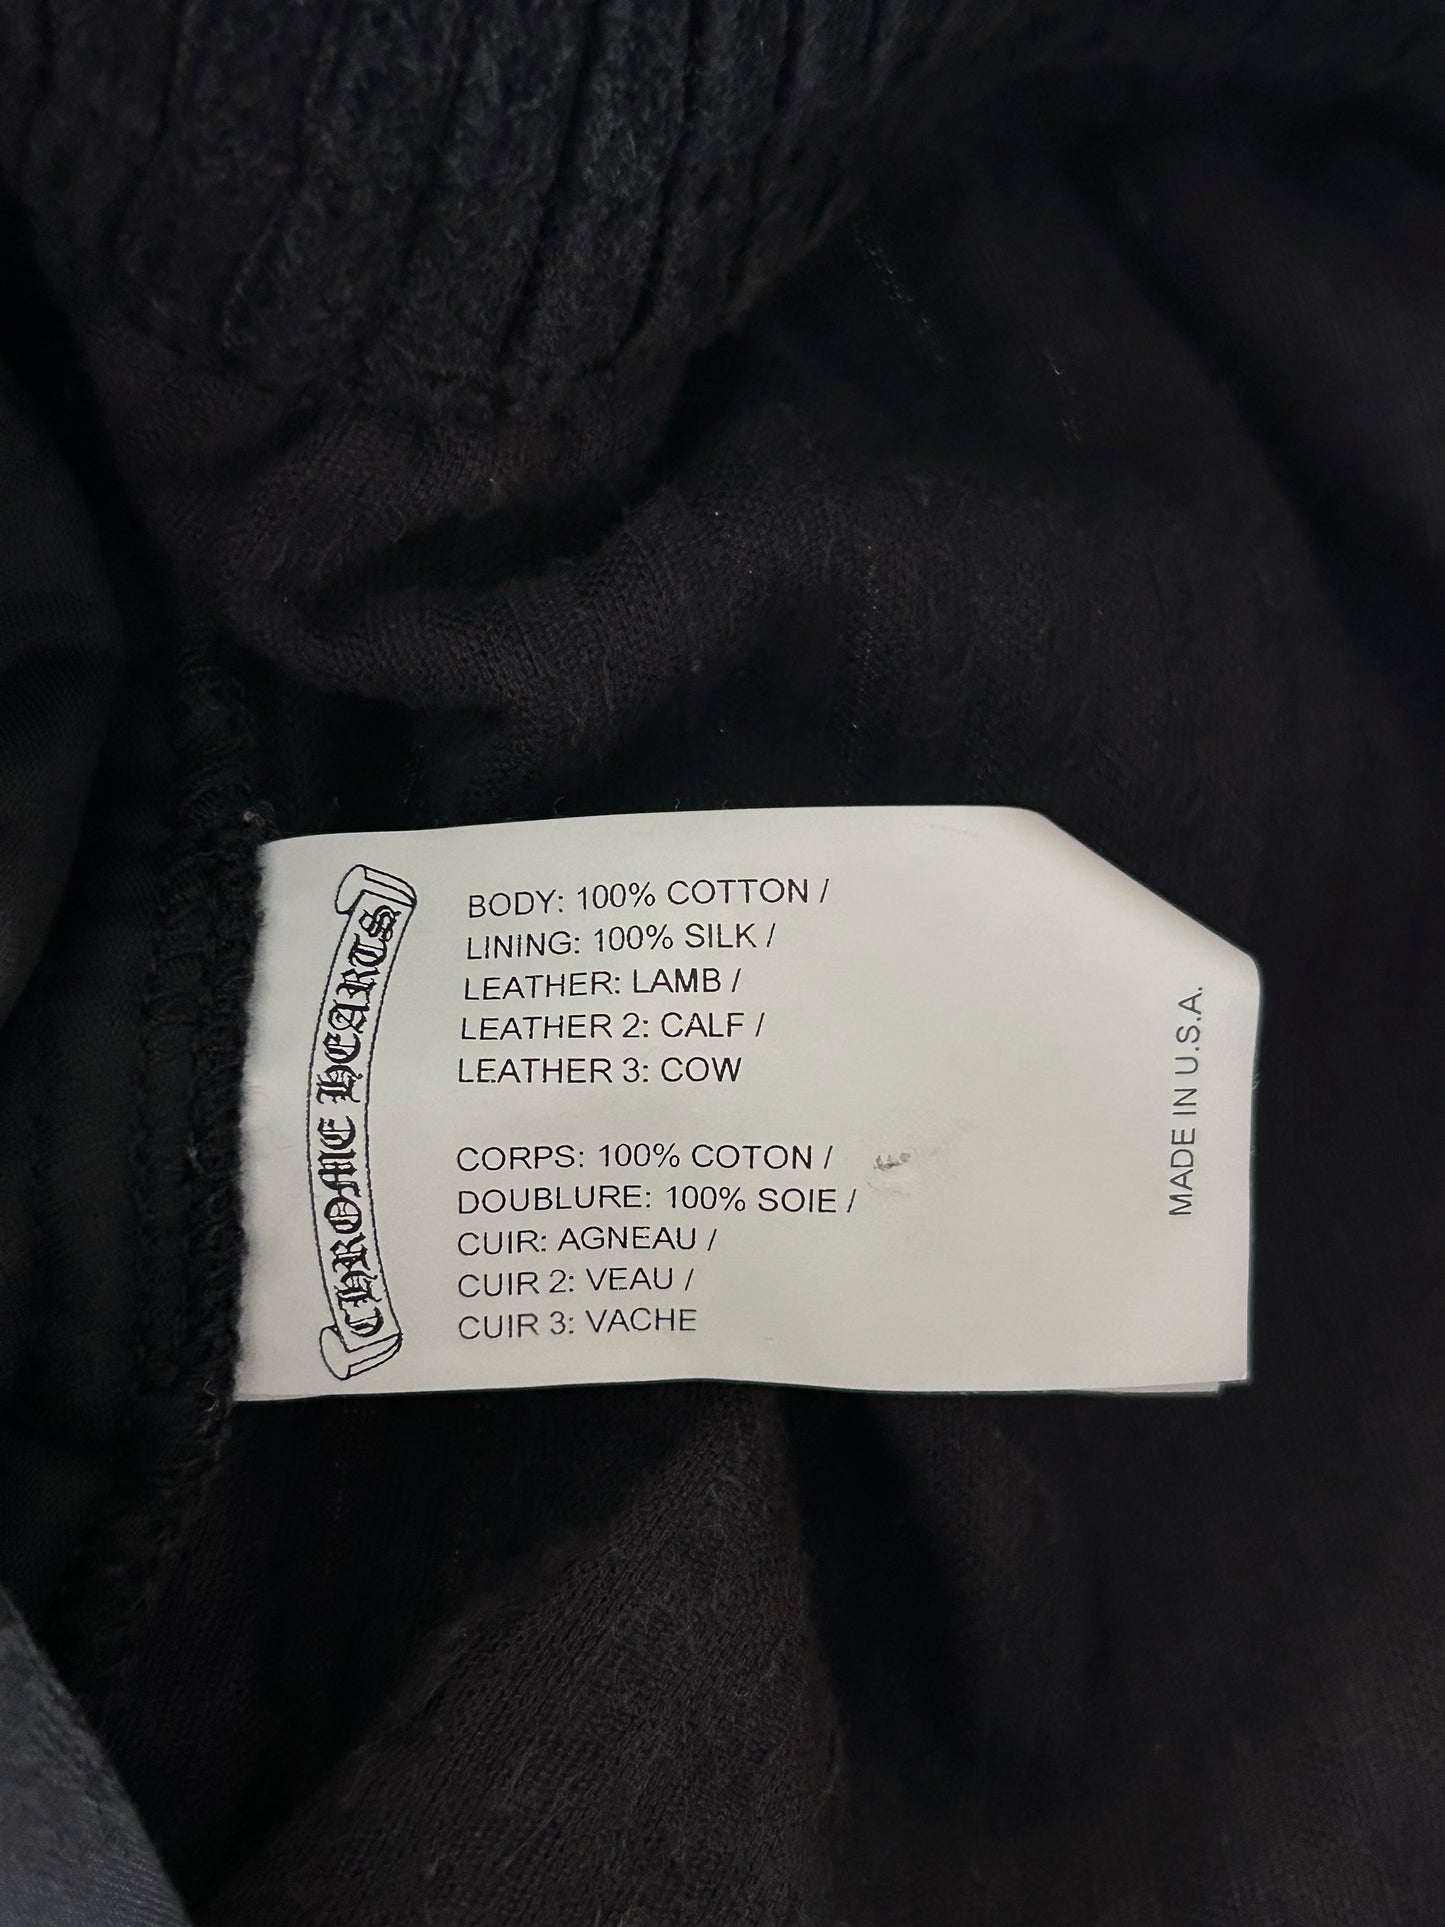 CHROME HEARTS
BODY: 100% COTTON /
LINING: 100% SILK /
LEATHER: LAMB /
LEATHER 2: CALF /
LEATHER 3: COW
CORPS: 100% COTON /
DOUBLURE: 100% SOIE /
CUIR: AGNEAU /
CUIR 2: VEAU /
CUIR 3: VACHE
MADE IN U.S.A.